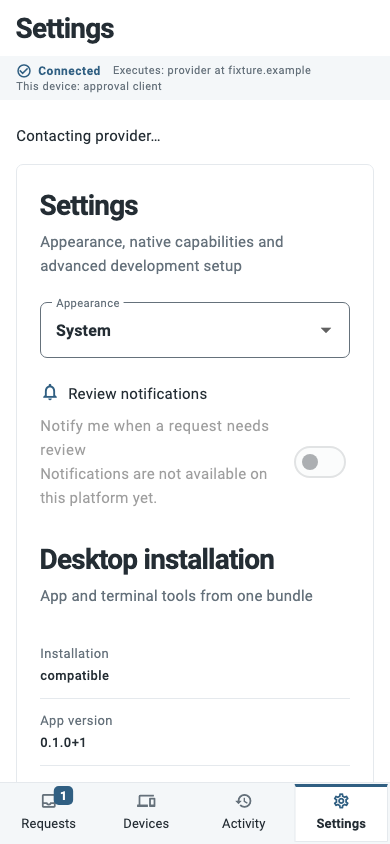 Settings
Connected Executes: provider at fixture.example
This device: approval client
Contacting provider…
Settings
Appearance, native capabilities and
advanced development setup
Appearance
System
Review notifications
Notify me when a request needs
review
Notifications are not available on
this platform yet.
Desktop installation
App and terminal tools from one bundle
Installation
compatible
App version
0.1.0+1
1
Requests Devices Activity Settings